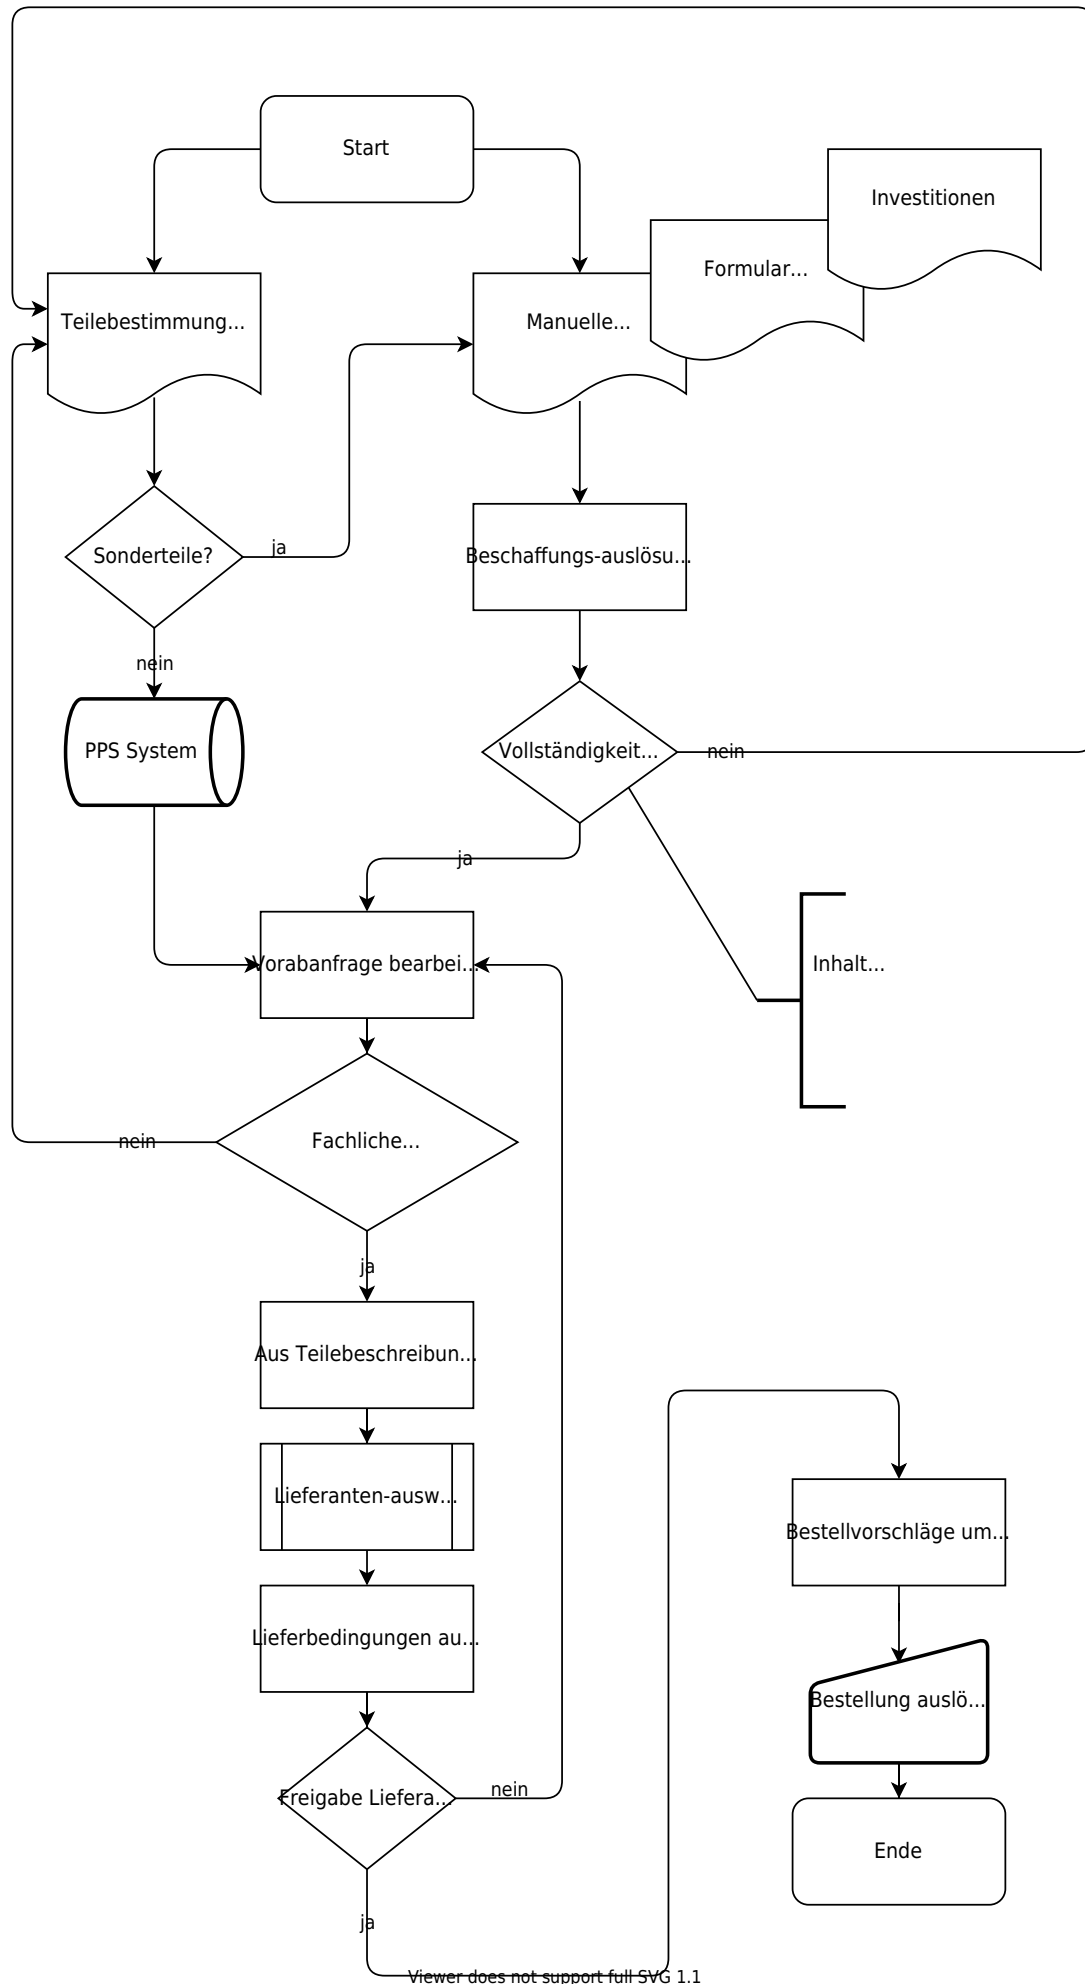 Start
Investitionen
Formular...
Teilebestimmung...
Manuelle...
Sonderteile?
ja
Beschaffungs-auslösu...
nein
PPS System
Vollständigkeit...
nein
ja
Vorabanfrage bearbei...
Inhalt...
Fachliche...
nein
ja
Aus Teilebeschreibun...
Lieferanten-ausw...
Bestellvorschläge um...
Lieferbedingungen au...
Bestellung auslö...
Freigabe Liefera...
nein
Ende
ja
Viewer does not support full SVG 1.1